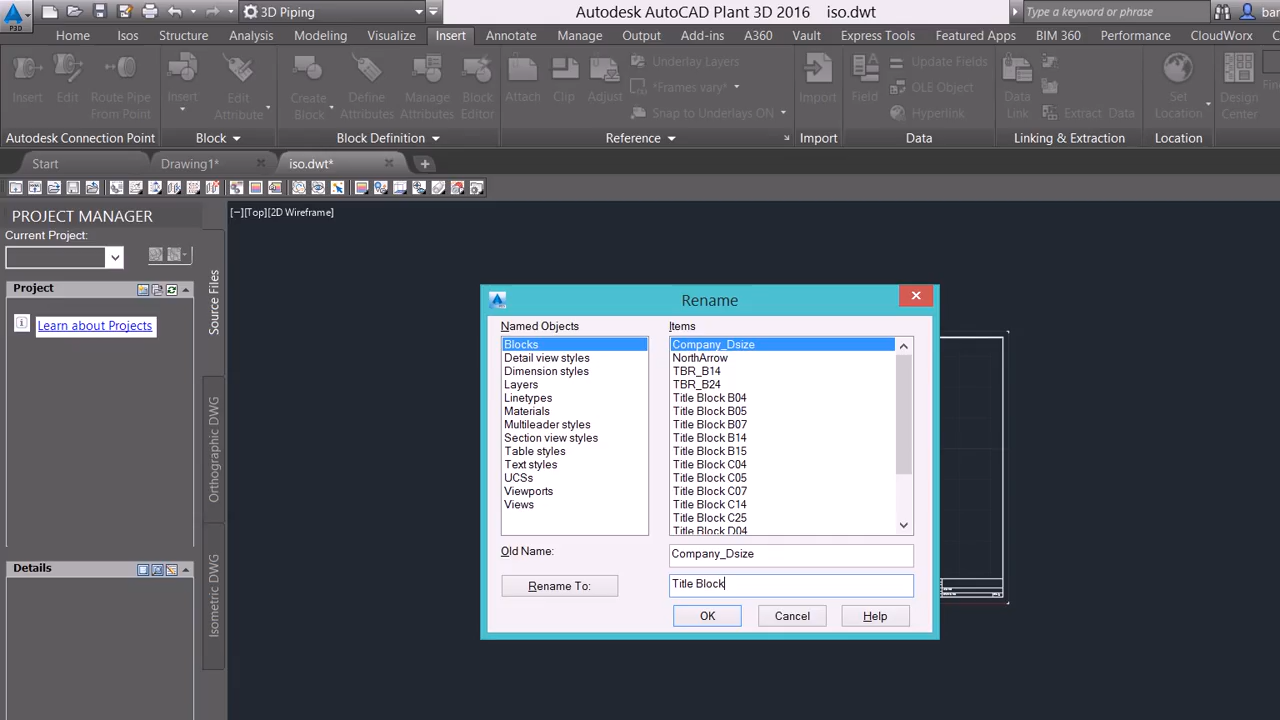 3D Piping
Autodesk AutoCAD Plant 3D 2016 iso.dwt
Type a keyword or phrase
P3D
Home Isos Structure Analysis Modeling Visualize Insert Annotate Manage Output Add-ins A360 Vault Express Tools Featured Apps BIM 360 Performance CloudWorx
Insert Edit Route Pipe From Point
Insert Edit Attribute
Create Block Define Attributes Manage Attributes Block Editor
Attach Clip Adjust
Underlay Layers
*Frames vary*
Snap to Underlays ON
Import
Field
Update Fields
OLE Object
Hyperlink
Data Link
Extract Data
Set Location
Design Center
Autodesk Connection Point Block Block Definition Reference Import Data Linking & Extraction Location
Start Drawing1* iso.dwt*
PROJECT MANAGER
[−][Top][2D Wireframe]
Current Project:
Source Files
Project
Learn about Projects
Orthographic DWG
Isometric DWG
Details
Rename
Named Objects
Blocks
Detail view styles
Dimension styles
Layers
Linetypes
Materials
Multileader styles
Section view styles
Table styles
Text styles
UCSs
Viewports
Views
Items
Company_Dsize
NorthArrow
TBR_B14
TBR_B24
Title Block B04
Title Block B05
Title Block B07
Title Block B14
Title Block B15
Title Block C04
Title Block C05
Title Block C07
Title Block C14
Title Block C25
Title Block D04
Old Name: Company_Dsize
Rename To: Title Block
OK Cancel Help